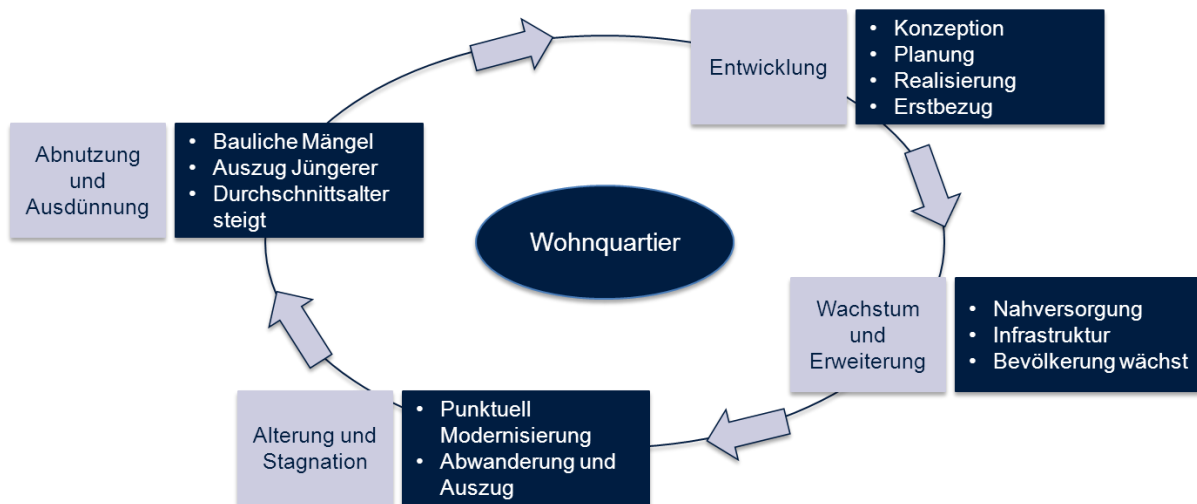 Entwicklung
• Konzeption
• Planung
• Realisierung
• Erstbezug
Wachstum
und
Erweiterung
• Nahversorgung
• Infrastruktur
• Bevölkerung wächst
Alterung und
Stagnation
• Punktuell
Modernisierung
• Abwanderung und
Auszug
Abnutzung
und
Ausdünnung
• Bauliche Mängel
• Auszug Jüngerer
• Durchschnittsalter
steigt
Wohnquartier